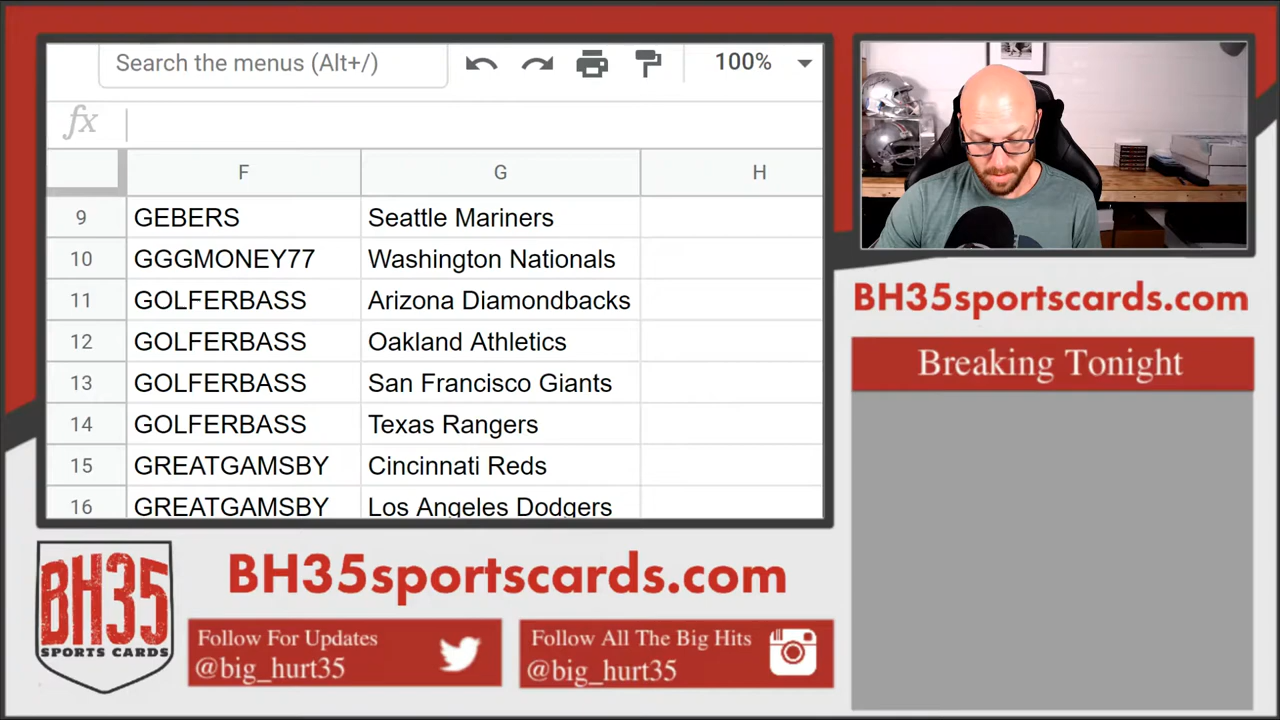 Search the menus (Alt+/)
100%
fx
F G H
9 GEBERS Seattle Mariners
10 GGGMONEY77 Washington Nationals
11 GOLFERBASS Arizona Diamondbacks
12 GOLFERBASS Oakland Athletics
13 GOLFERBASS San Francisco Giants
14 GOLFERBASS Texas Rangers
15 GREATGAMSBY Cincinnati Reds
16 GREATGAMSBY Los Angeles Dodgers
BH35sportscards.com
Breaking Tonight
BH35
SPORTS CARDS
BH35sportscards.com
Follow For Updates
@big_hurt35
Follow All The Big Hits
@big_hurt35